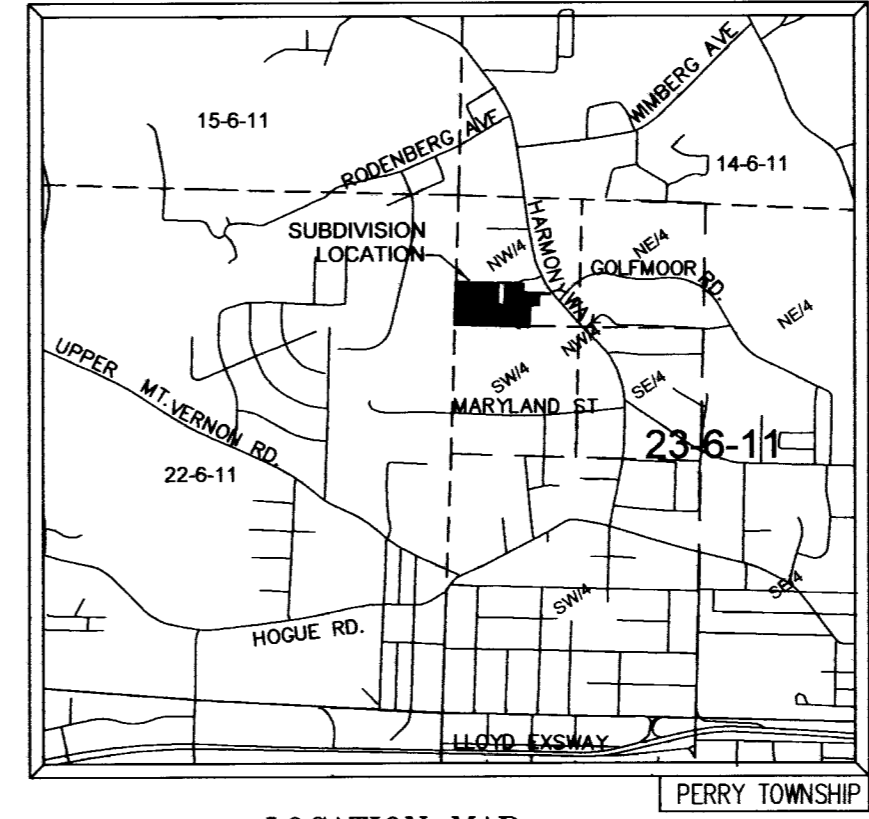 WIMBERG AVE
15-6-11
RODENBERG AVE
14-6-11
SUBDIVISION
LOCATION
HARMONY WAY
NW/4
NE/4
GOLFMOOR RD.
NE/4
NW/4
UPPER MT. VERNON RD.
SW/4
SE/4
MARYLAND ST
23-6-11
22-6-11
SW/4
SE/4
HOGUE RD.
LLOYD EXSWAY
PERRY TOWNSHIP
LOCATION MAP